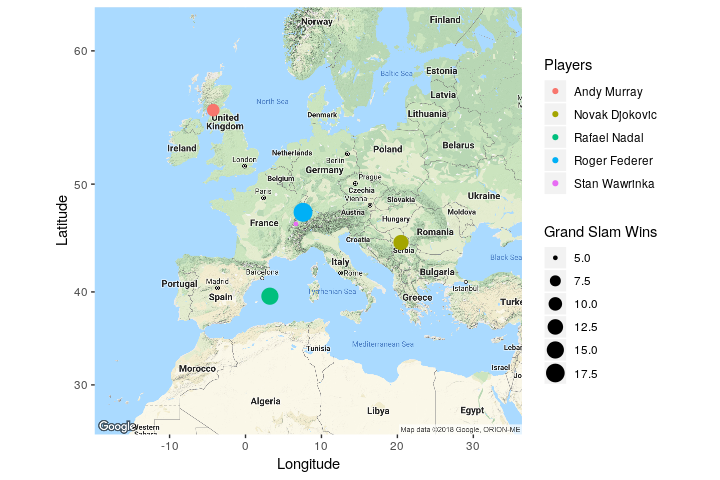 60
50
40
30
Latitude
-10
0
10
20
30
Longitude
Norway
Finland
Estonia
Baltic Sea
Latvia
North Sea
Denmark
Lithuania
United
Kingdom
Ireland
Belarus
Netherlands
Berlin
Poland
London
Germany
Belgium
Prague
Paris
Czechia
Ukraine
Vienna
Slovakia
Austria
Moldova
France
Hungary
Croatia
Romania
Serbia
Black Sea
Italy
Bulgaria
Barcelona
Rome
Portugal
Madrid
Spain
Tyrrhenian Sea
İstanbul
Greece
Turke
Tunisia
Mediterranean Sea
Lebar
Israel
Jo
Morocco
Algeria
Libya
Egypt
Western
Sahara
Google
Map data ©2018 Google, ORION-ME
Players
Andy Murray
Novak Djokovic
Rafael Nadal
Roger Federer
Stan Wawrinka
Grand Slam Wins
5.0
7.5
10.0
12.5
15.0
17.5